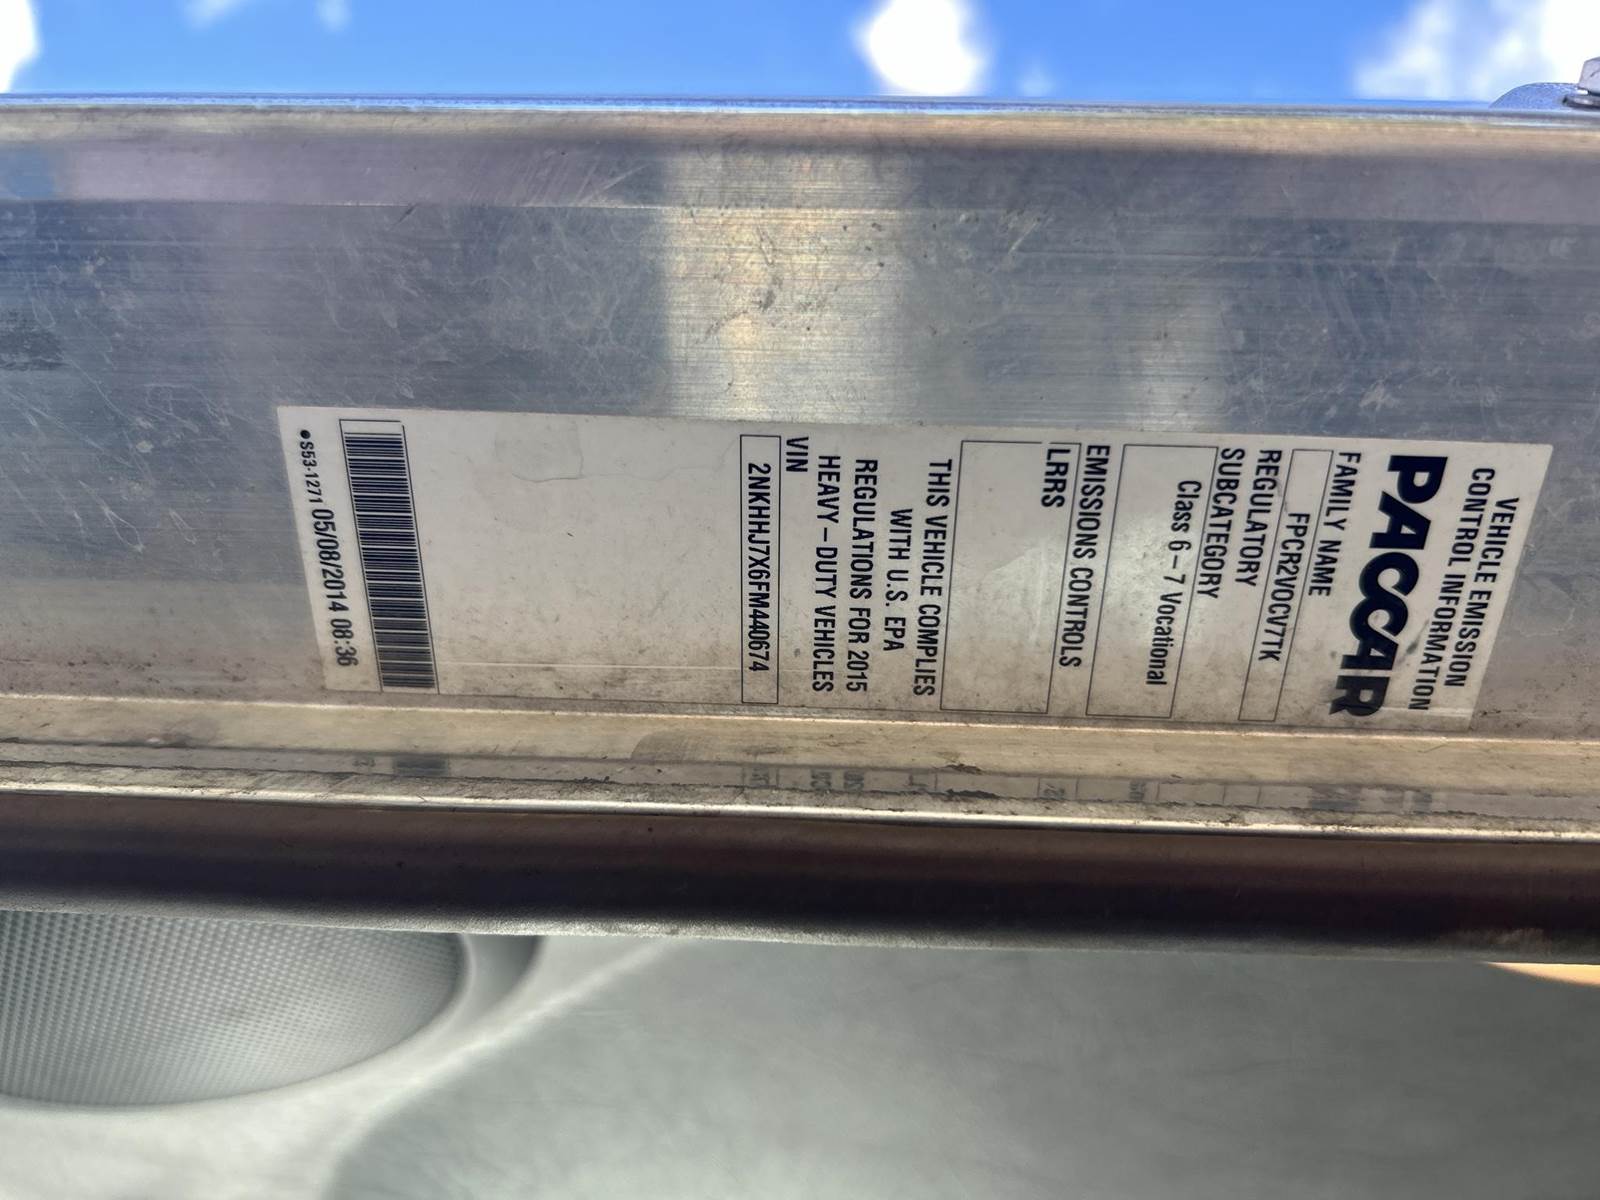 VEHICLE EMISSION
CONTROL INFORMATION
PACCAR
FAMILY NAME
FPCR2VOCV7TK
REGULATORY
SUBCATEGORY
Class 6-7 Vocational
EMISSIONS CONTROLS
LRRS
THIS VEHICLE COMPLIES
WITH U.S. EPA
REGULATIONS FOR 2015
HEAVY-DUTY VEHICLES
VIN
2NKHHJ7X6FM440674
•S53-1271 05/08/2014 08:36